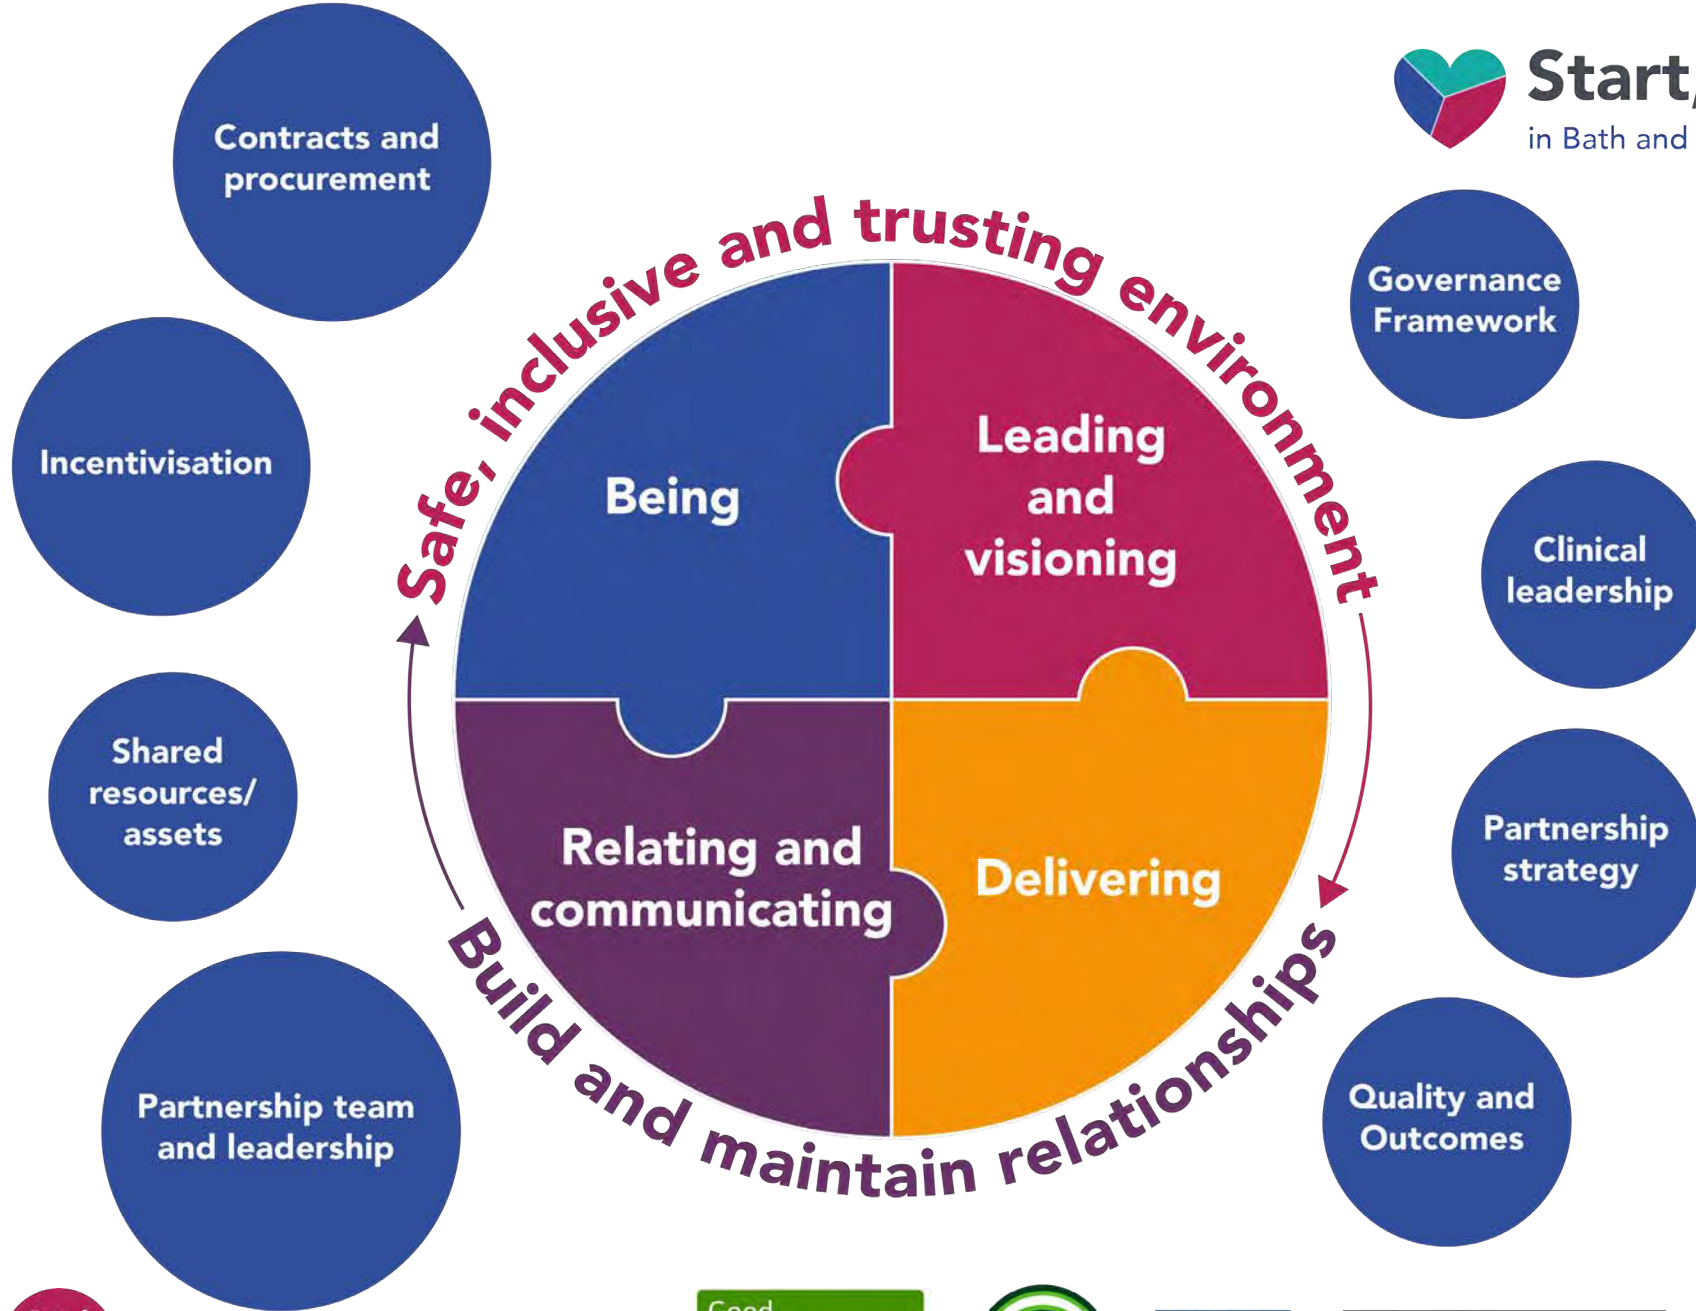 Contracts and
procurement
Start,
in Bath and
Governance
Framework
Safe, inclusive and trusting environment
Incentivisation
Being
Leading
and
visioning
Clinical
leadership
Shared
resources/
assets
Relating and
communicating
Delivering
Partnership
strategy
Partnership team
and leadership
Build and maintain relationships
Quality and
Outcomes
Good